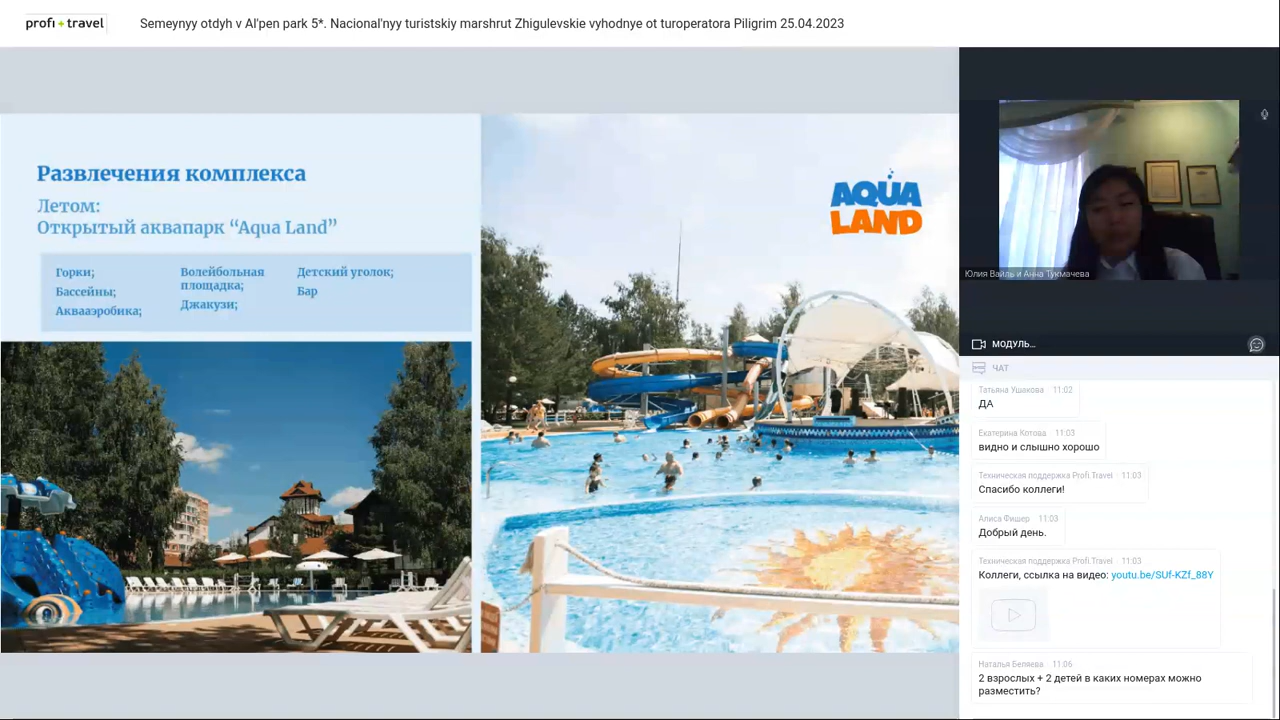 profi + travel
Semeynyy otdyh v Al'pen park 5*. Nacional'nyy turistskiy marshrut Zhigulevskie vyhodnye ot turoperatora Piligrim 25.04.2023
Развлечения комплекса
Летом:
Открытый аквапарк “Aqua Land”
Горки;
Бассейны;
Аквааэробика;
Волейбольная
площадка;
Джакузи;
Детский уголок;
Бар
AQUA
LAND
Юлия Вайль и Анна Тукмачева
МОДУЛЬ...
ЧАТ
Татьяна Ушакова 11:02
ДА
Екатерина Котова 11:03
видно и слышно хорошо
Техническая поддержка Profi.Travel 11:03
Спасибо коллеги!
Алиса Фишер 11:03
Добрый день.
Техническая поддержка Profi.Travel 11:03
Коллеги, ссылка на видео: youtu.be/SUf-KZf_88Y
Наталья Беляева 11:06
2 взрослых + 2 детей в каких номерах можно
разместить?